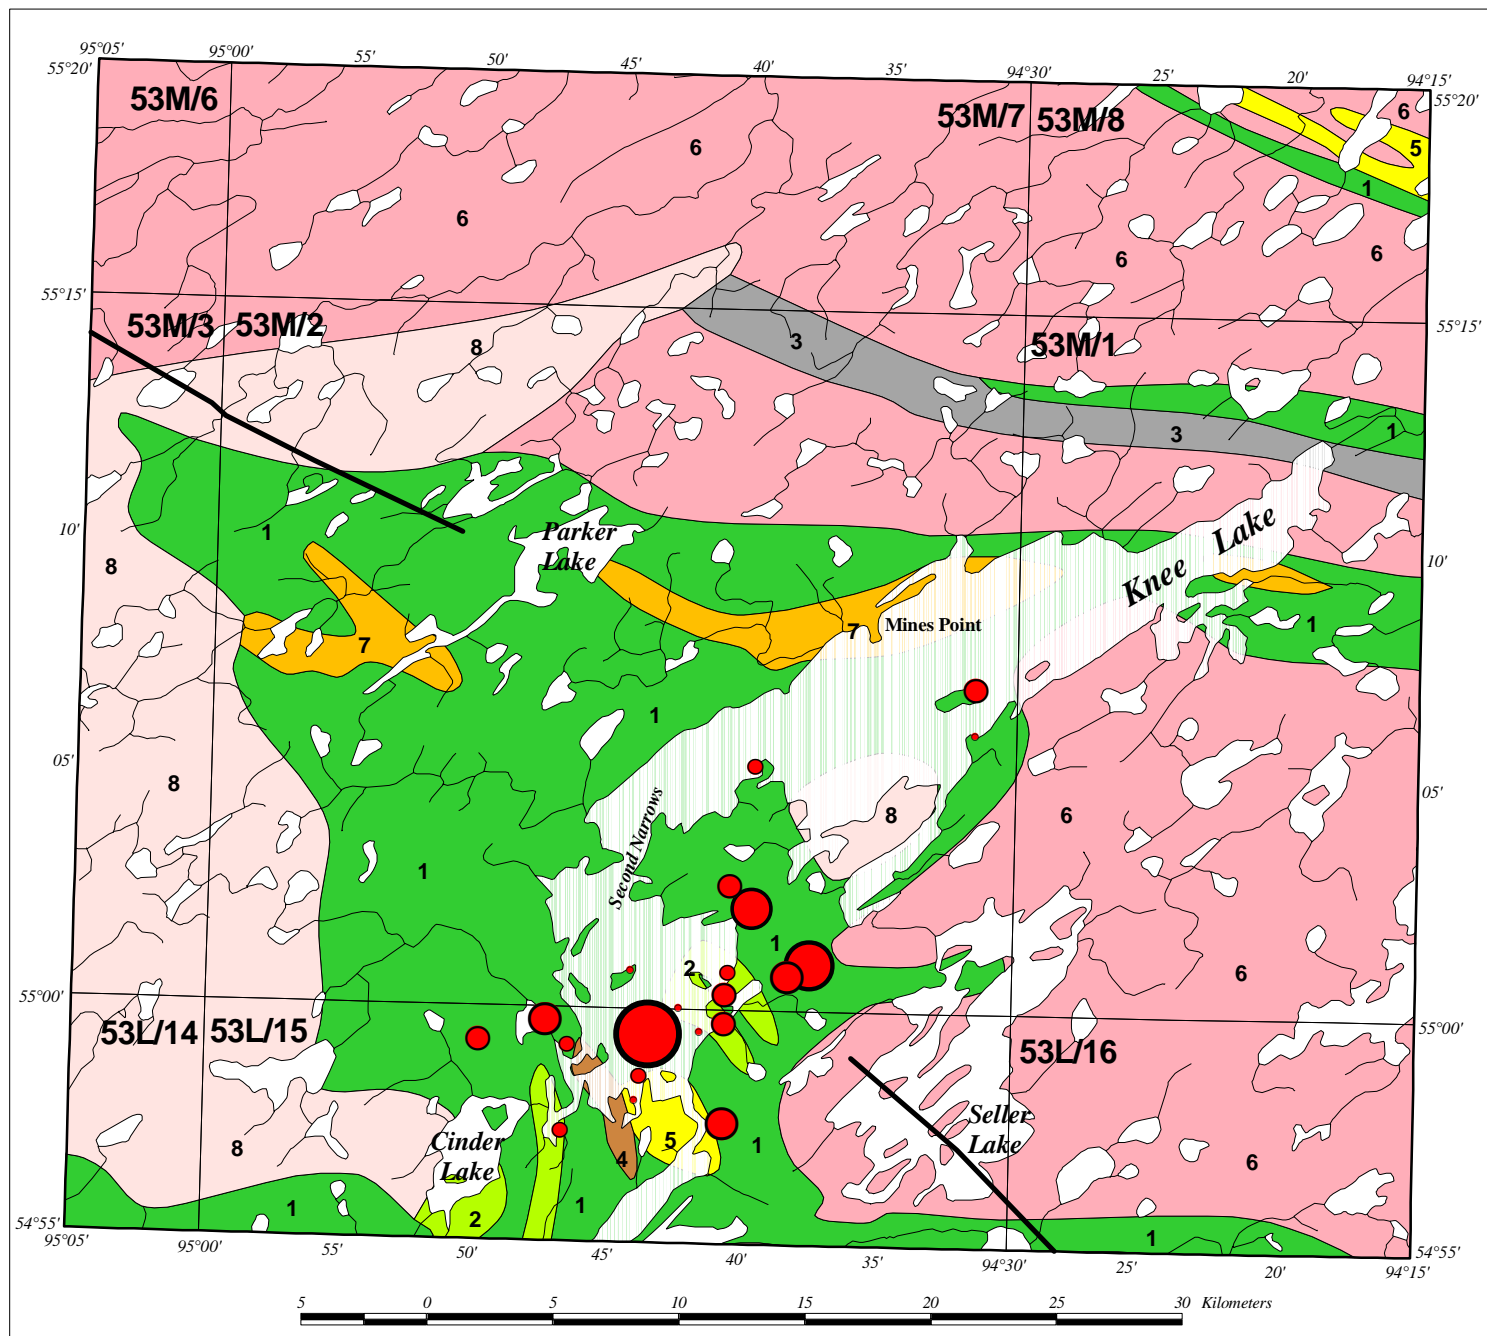 95°05' 95°00' 55' 50' 45' 40' 35' 94°30' 25' 20' 94°15'
55°20' 55°20'
53M/6 53M/7 53M/8 6
6 5
1
6
6 6
55°15' 55°15'
53M/3 53M/2 53M/1
8 3
3 1
10' 10'
1 Parker
Lake
Knee Lake
8
7 7 Mines Point 1
1
05' 05'
8 8 6
Second Narrows
1
1
2 6
55°00' 55°00'
53L/14 53L/15 53L/16
Cinder
Lake
Seller
Lake
8 4 5 1 6
1 2 1 1
54°55' 54°55'
95°05' 95°00' 55' 50' 45' 40' 35' 94°30' 25' 20' 94°15'
5 0 5 10 15 20 25 30 Kilometers